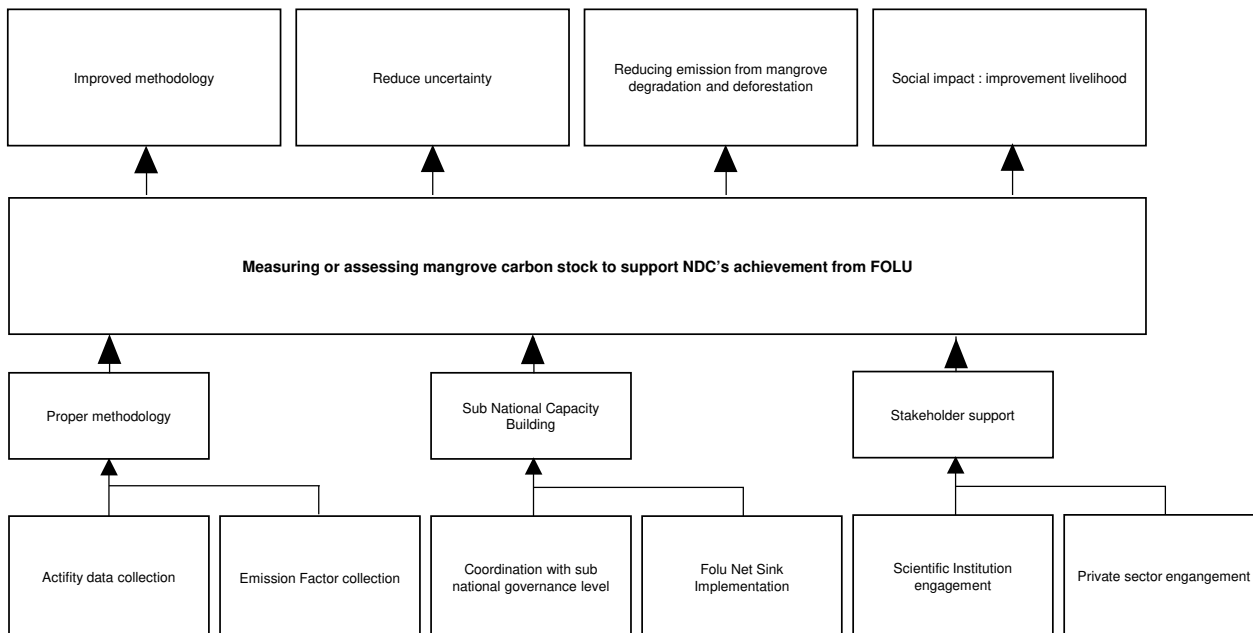 Improved methodology
Reduce uncertainty
Reducing emission from mangrove
degradation and deforestation
Social impact : improvement livelihood
Measuring or assessing mangrove carbon stock to support NDC’s achievement from FOLU
Proper methodology
Sub National Capacity
Building
Stakeholder support
Actifity data collection
Emission Factor collection
Coordination with sub
national governance level
Folu Net Sink
Implementation
Scientific Institution
engagement
Private sector engangement